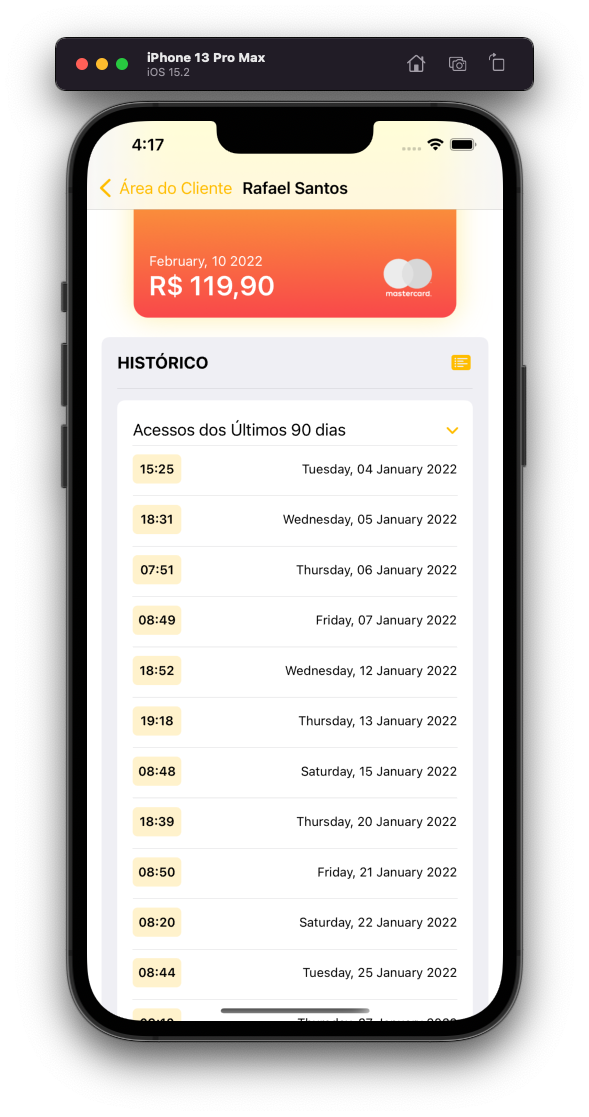 iPhone 13 Pro Max
iOS 15.2
4:17
Área do Cliente Rafael Santos
February, 10 2022
R$ 119,90
mastercard
HISTÓRICO
Acessos dos Últimos 90 dias
15:25 Tuesday, 04 January 2022
18:31 Wednesday, 05 January 2022
07:51 Thursday, 06 January 2022
08:49 Friday, 07 January 2022
18:52 Wednesday, 12 January 2022
19:18 Thursday, 13 January 2022
08:48 Saturday, 15 January 2022
18:39 Thursday, 20 January 2022
08:50 Friday, 21 January 2022
08:20 Saturday, 22 January 2022
08:44 Tuesday, 25 January 2022